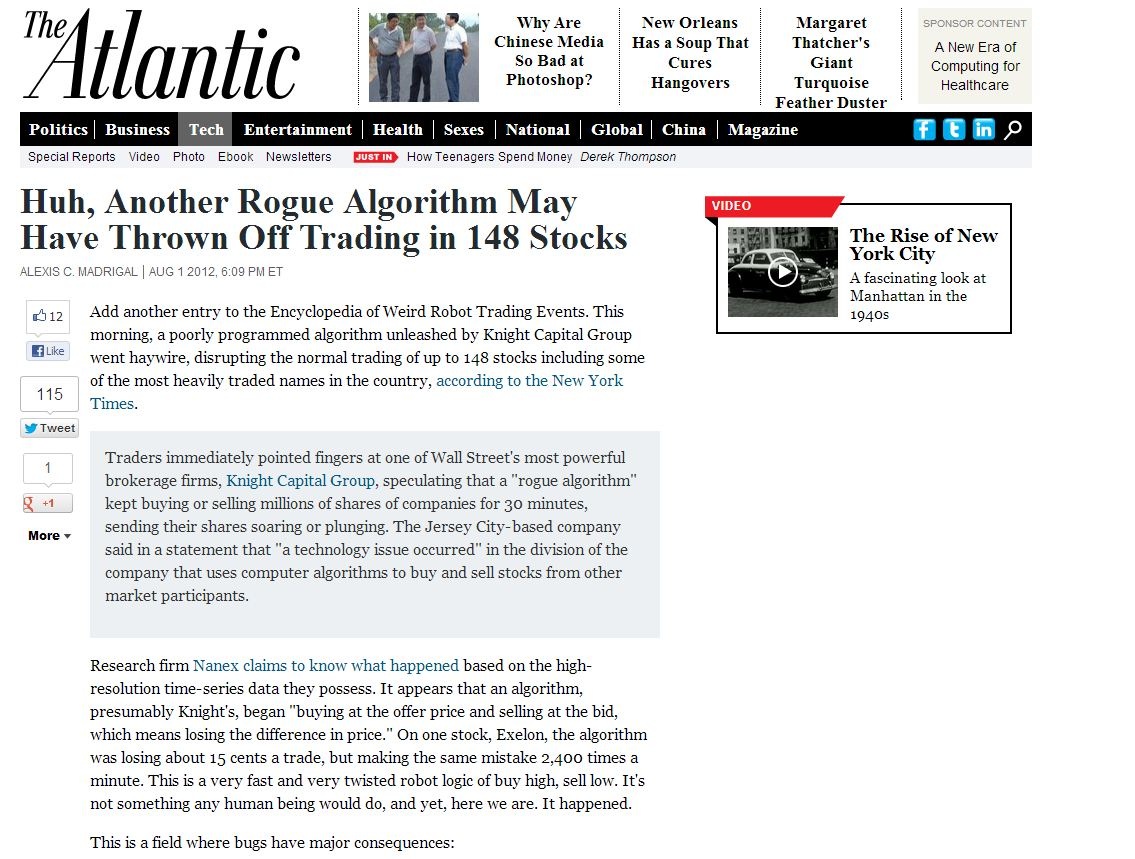 The Atlantic
Why Are
Chinese Media
So Bad at
Photoshop?
New Orleans
Has a Soup That
Cures
Hangovers
Margaret
Thatcher's
Giant
Turquoise
Feather Duster
SPONSOR CONTENT
A New Era of
Computing for
Healthcare
Politics Business Tech Entertainment Health Sexes National Global China Magazine
Special Reports Video Photo Ebook Newsletters JUST IN How Teenagers Spend Money Derek Thompson
Huh, Another Rogue Algorithm May
Have Thrown Off Trading in 148 Stocks
ALEXIS C. MADRIGAL | AUG 1 2012, 6:09 PM ET
12
Like
115
Tweet
1
+1
More
Add another entry to the Encyclopedia of Weird Robot Trading Events. This
morning, a poorly programmed algorithm unleashed by Knight Capital Group
went haywire, disrupting the normal trading of up to 148 stocks including some
of the most heavily traded names in the country, according to the New York
Times.
Traders immediately pointed fingers at one of Wall Street's most powerful
brokerage firms, Knight Capital Group, speculating that a "rogue algorithm"
kept buying or selling millions of shares of companies for 30 minutes,
sending their shares soaring or plunging. The Jersey City-based company
said in a statement that "a technology issue occurred" in the division of the
company that uses computer algorithms to buy and sell stocks from other
market participants.
Research firm Nanex claims to know what happened based on the high-
resolution time-series data they possess. It appears that an algorithm,
presumably Knight's, began "buying at the offer price and selling at the bid,
which means losing the difference in price." On one stock, Exelon, the algorithm
was losing about 15 cents a trade, but making the same mistake 2,400 times a
minute. This is a very fast and very twisted robot logic of buy high, sell low. It's
not something any human being would do, and yet, here we are. It happened.
This is a field where bugs have major consequences:
VIDEO
The Rise of New
York City
A fascinating look at
Manhattan in the
1940s